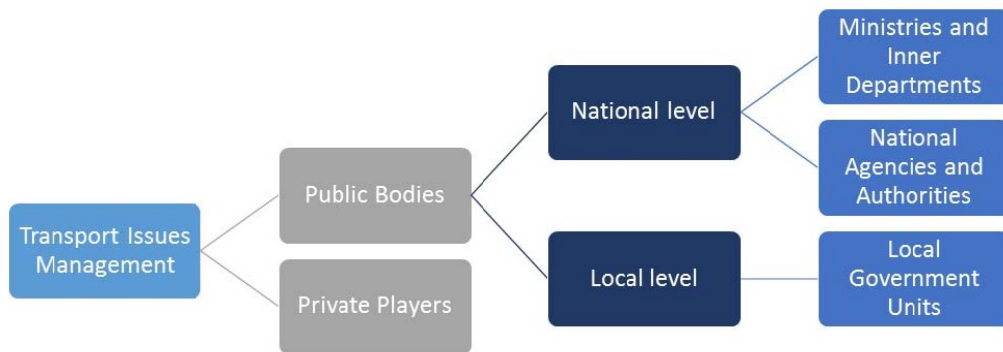 Transport Issues
Management
Public Bodies
Private Players
National level
Local level
Ministries and
Inner
Departments
National
Agencies and
Authorities
Local
Government
Units